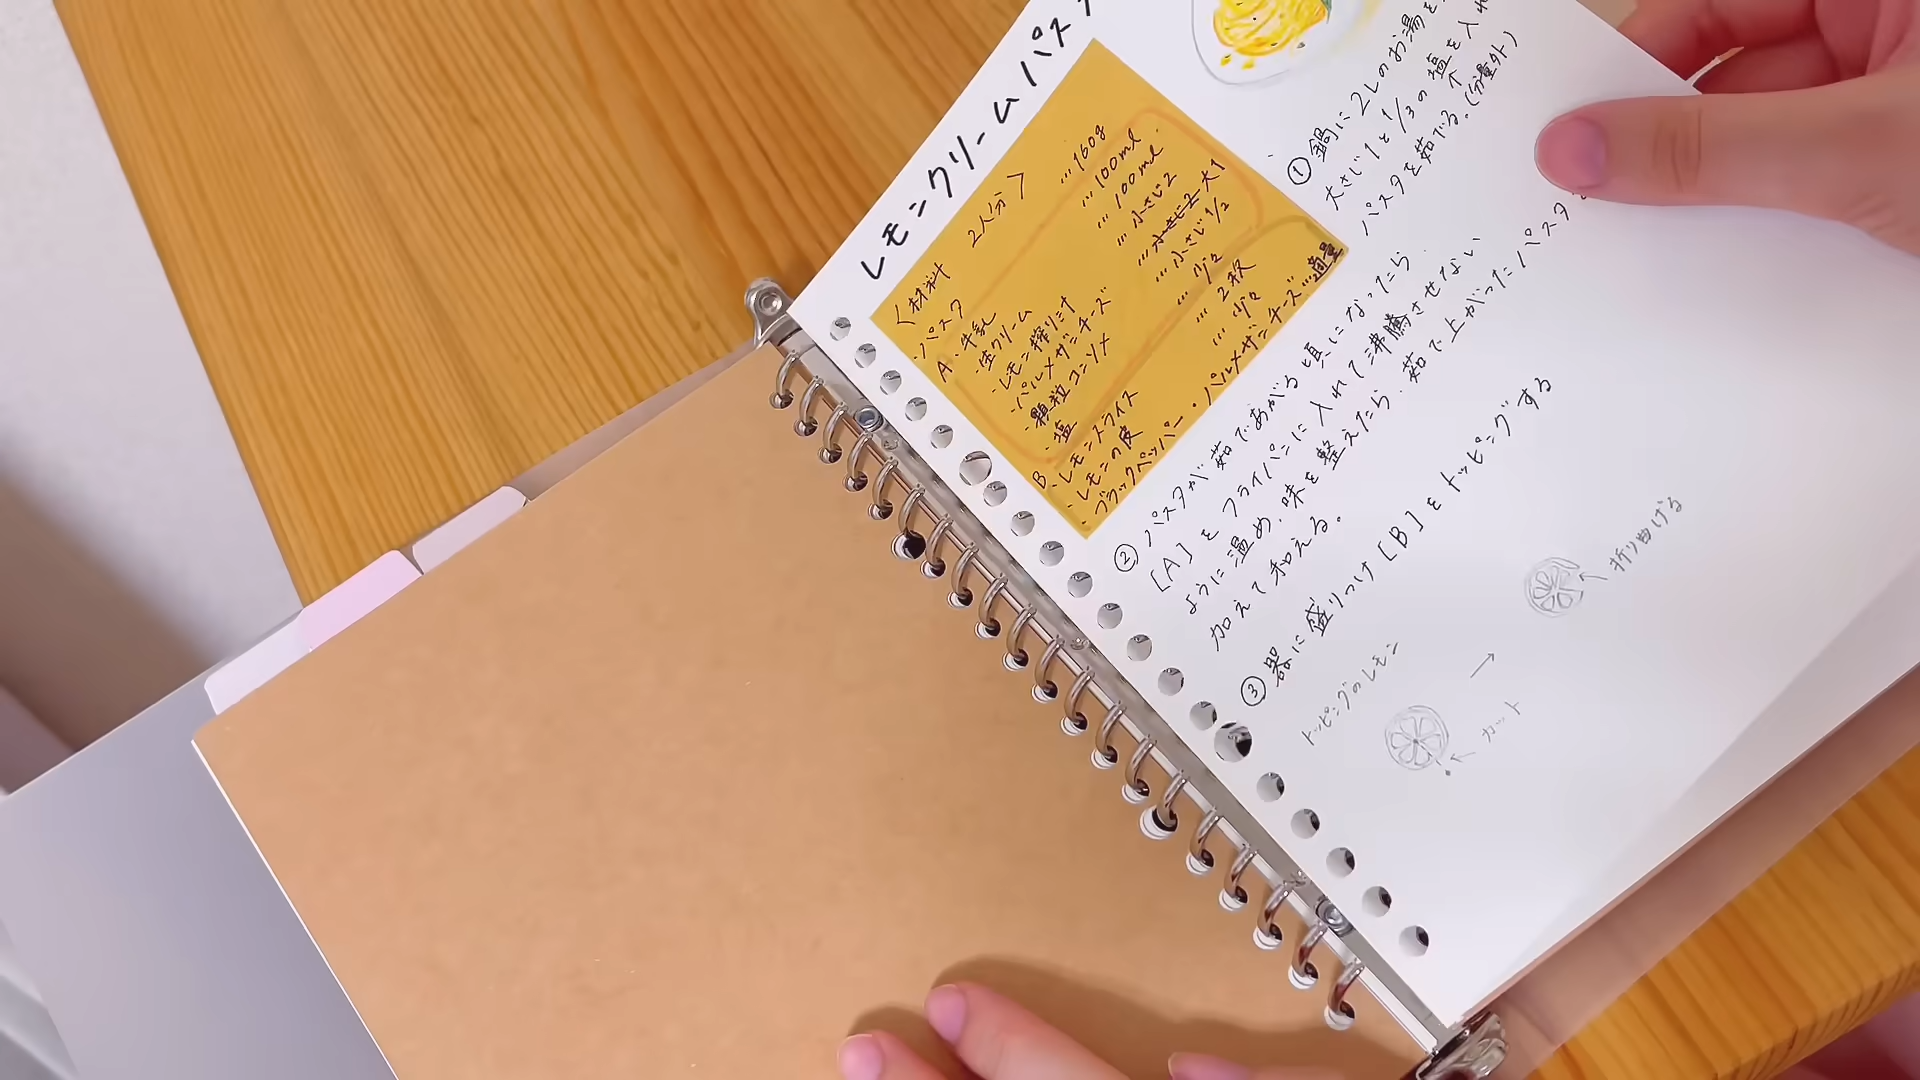 レモンクリームパス
〈材料 2人分〉
・パスタ …160g
A・牛乳 …100ml
・生クリーム …100ml
・レモン搾り汁 …小さじ2
・パルメザンチーズ …小さじ2 大1
・顆粒コンソメ …小さじ1/2
・塩 …少々
B・レモンスライス …2枚
・レモンの皮 …少々
・ブラックペッパー・パルメザンチーズ…適量
① 鍋に2Lのお湯を
大さじ1と1/3の塩を入れ
パスタを茹でる。(分量外)
② パスタが茹であがる頃になったら
[A]をフライパンに入れて沸騰させない
ように温め、味を整えたら、茹で上がったパスタ
加えて和える。
③ 器に盛りつけ[B]をトッピングする
トッピングのレモン
カット
→
折り曲げる